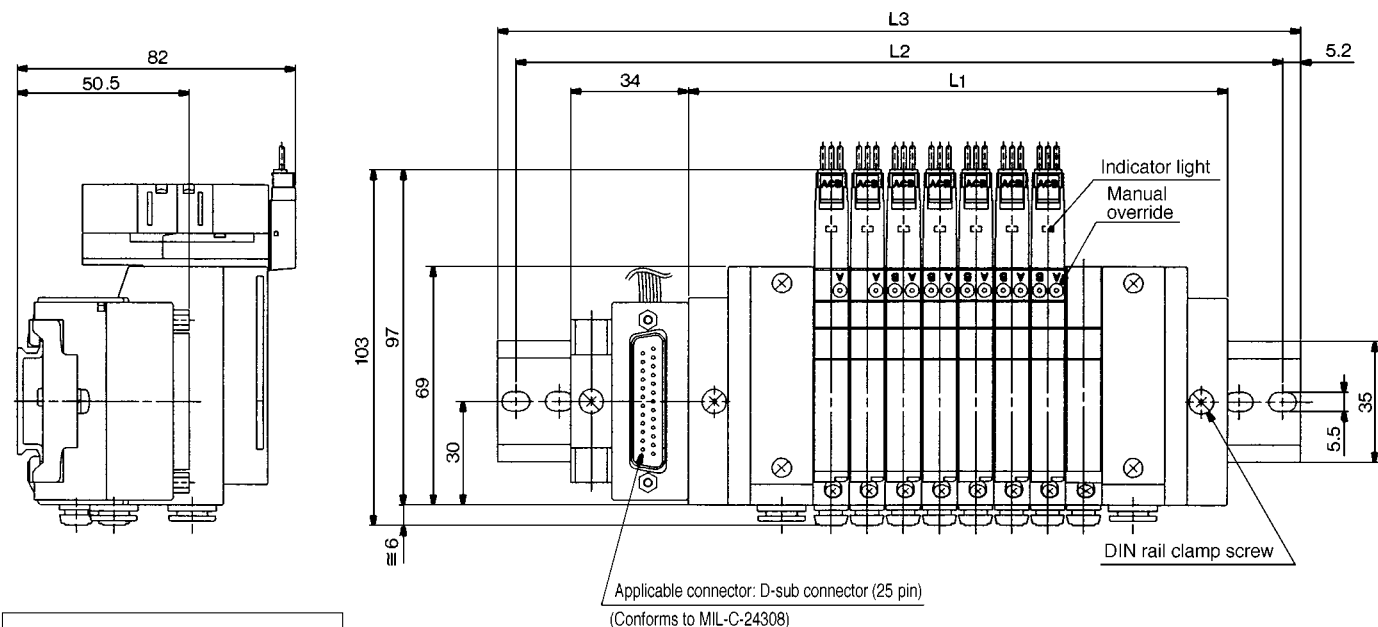 L3
82
L2
5.2
50.5
34
L1
Indicator light
Manual
override
A A B A B A B A B A B A
103
97
69
30
35
5.5
≅6
DIN rail clamp screw
Applicable connector: D-sub connector (25 pin)
(Conforms to MIL-C-24308)